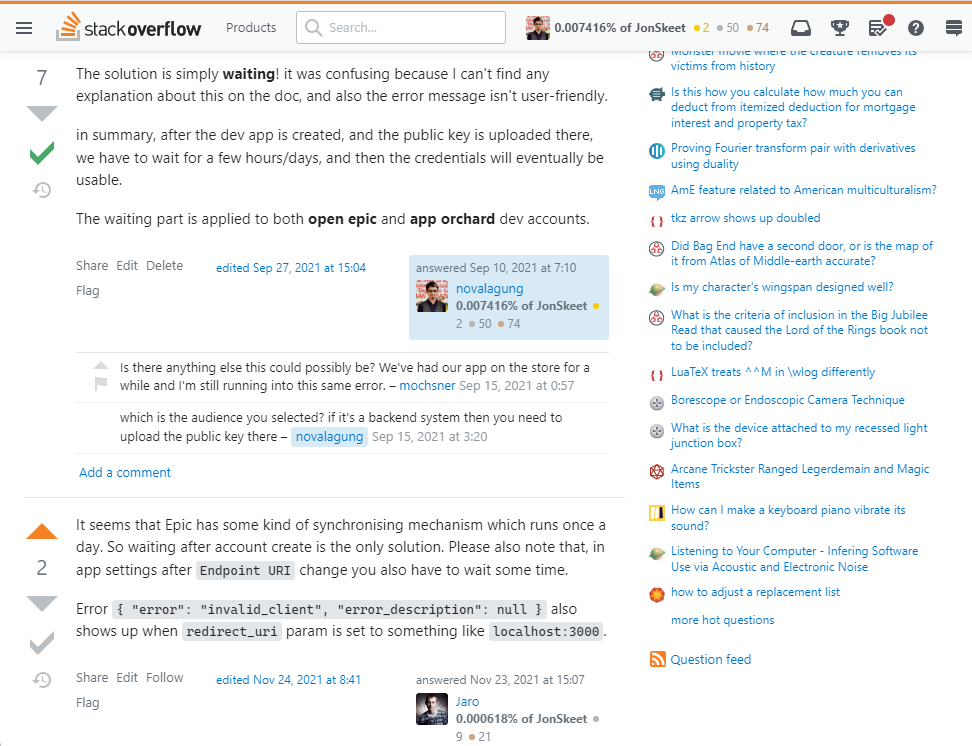 stackoverflow
Products
Search...
0.007416% of JonSkeet
2
50
74
7
The solution is simply waiting! it was confusing because I can't find any
explanation about this on the doc, and also the error message isn't user-friendly.
in summary, after the dev app is created, and the public key is uploaded there,
we have to wait for a few hours/days, and then the credentials will eventually be
usable.
The waiting part is applied to both open epic and app orchard dev accounts.
Share Edit Delete
Flag
edited Sep 27, 2021 at 15:04
answered Sep 10, 2021 at 7:10
novalagung
0.007416% of JonSkeet
2 50 74
Is there anything else this could possibly be? We've had our app on the store for a
while and I'm still running into this same error. – mochsner Sep 15, 2021 at 0:57
which is the audience you selected? if it's a backend system then you need to
upload the public key there – novalagung Sep 15, 2021 at 3:20
Add a comment
2
It seems that Epic has some kind of synchronising mechanism which runs once a
day. So waiting after account create is the only solution. Please also note that, in
app settings after Endpoint URI change you also have to wait some time.
Error { "error": "invalid_client", "error_description": null } also
shows up when redirect_uri param is set to something like localhost:3000.
Share Edit Follow
Flag
edited Nov 24, 2021 at 8:41
answered Nov 23, 2021 at 15:07
Jaro
0.000618% of JonSkeet
9 21
Monster movie where the creature removes its
victims from history
Is this how you calculate how much you can
deduct from itemized deduction for mortgage
interest and property tax?
Proving Fourier transform pair with derivatives
using duality
LNG
AmE feature related to American multiculturalism?
tkz arrow shows up doubled
Did Bag End have a second door, or is the map of
it from Atlas of Middle-earth accurate?
Is my character's wingspan designed well?
What is the criteria of inclusion in the Big Jubilee
Read that caused the Lord of the Rings book not
to be included?
LuaTeX treats ^^M in \wlog differently
Borescope or Endoscopic Camera Technique
What is the device attached to my recessed light
junction box?
Arcane Trickster Ranged Legerdemain and Magic
Items
How can I make a keyboard piano vibrate its
sound?
Listening to Your Computer - Infering Software
Use via Acoustic and Electronic Noise
how to adjust a replacement list
more hot questions
Question feed